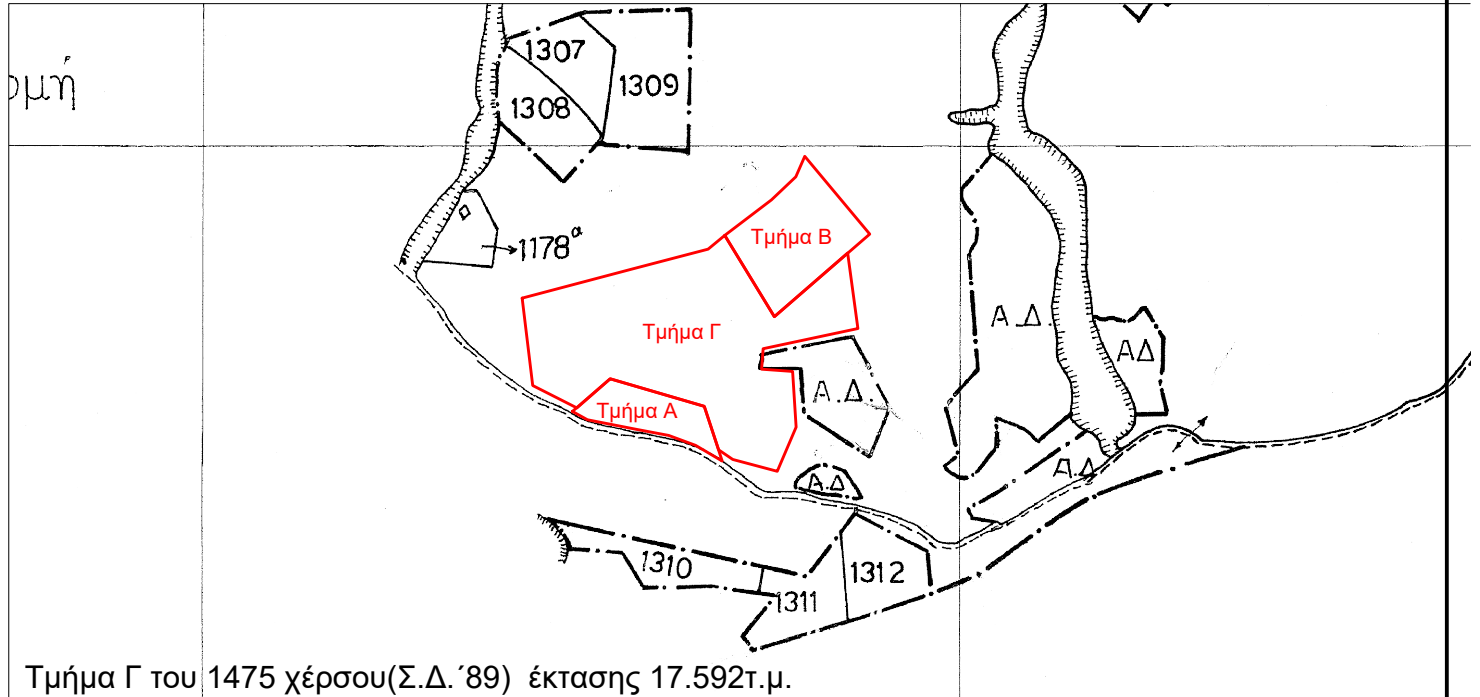 1307
1309
ομή
1308
1178α
Τμήμα Β
Τμήμα Γ
Α.Δ.
ΑΔ
Α.Δ.
Τμήμα Α
Α.Δ
Α.Δ
1310
1312
1311
Τμήμα Γ του 1475 χέρσου(Σ.Δ.΄89) έκτασης 17.592τ.μ.